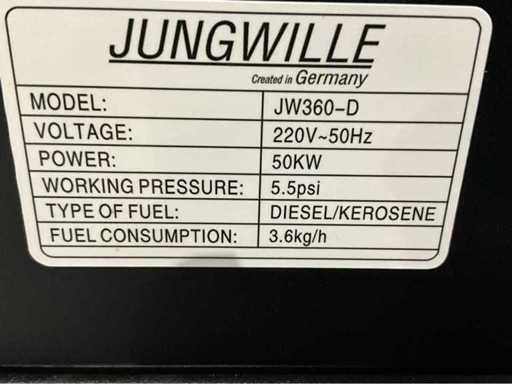 JUNGWILLE
Created in Germany
MODEL: JW360-D
VOLTAGE: 220V~50Hz
POWER: 50KW
WORKING PRESSURE: 5.5psi
TYPE OF FUEL: DIESEL/KEROSENE
FUEL CONSUMPTION: 3.6kg/h